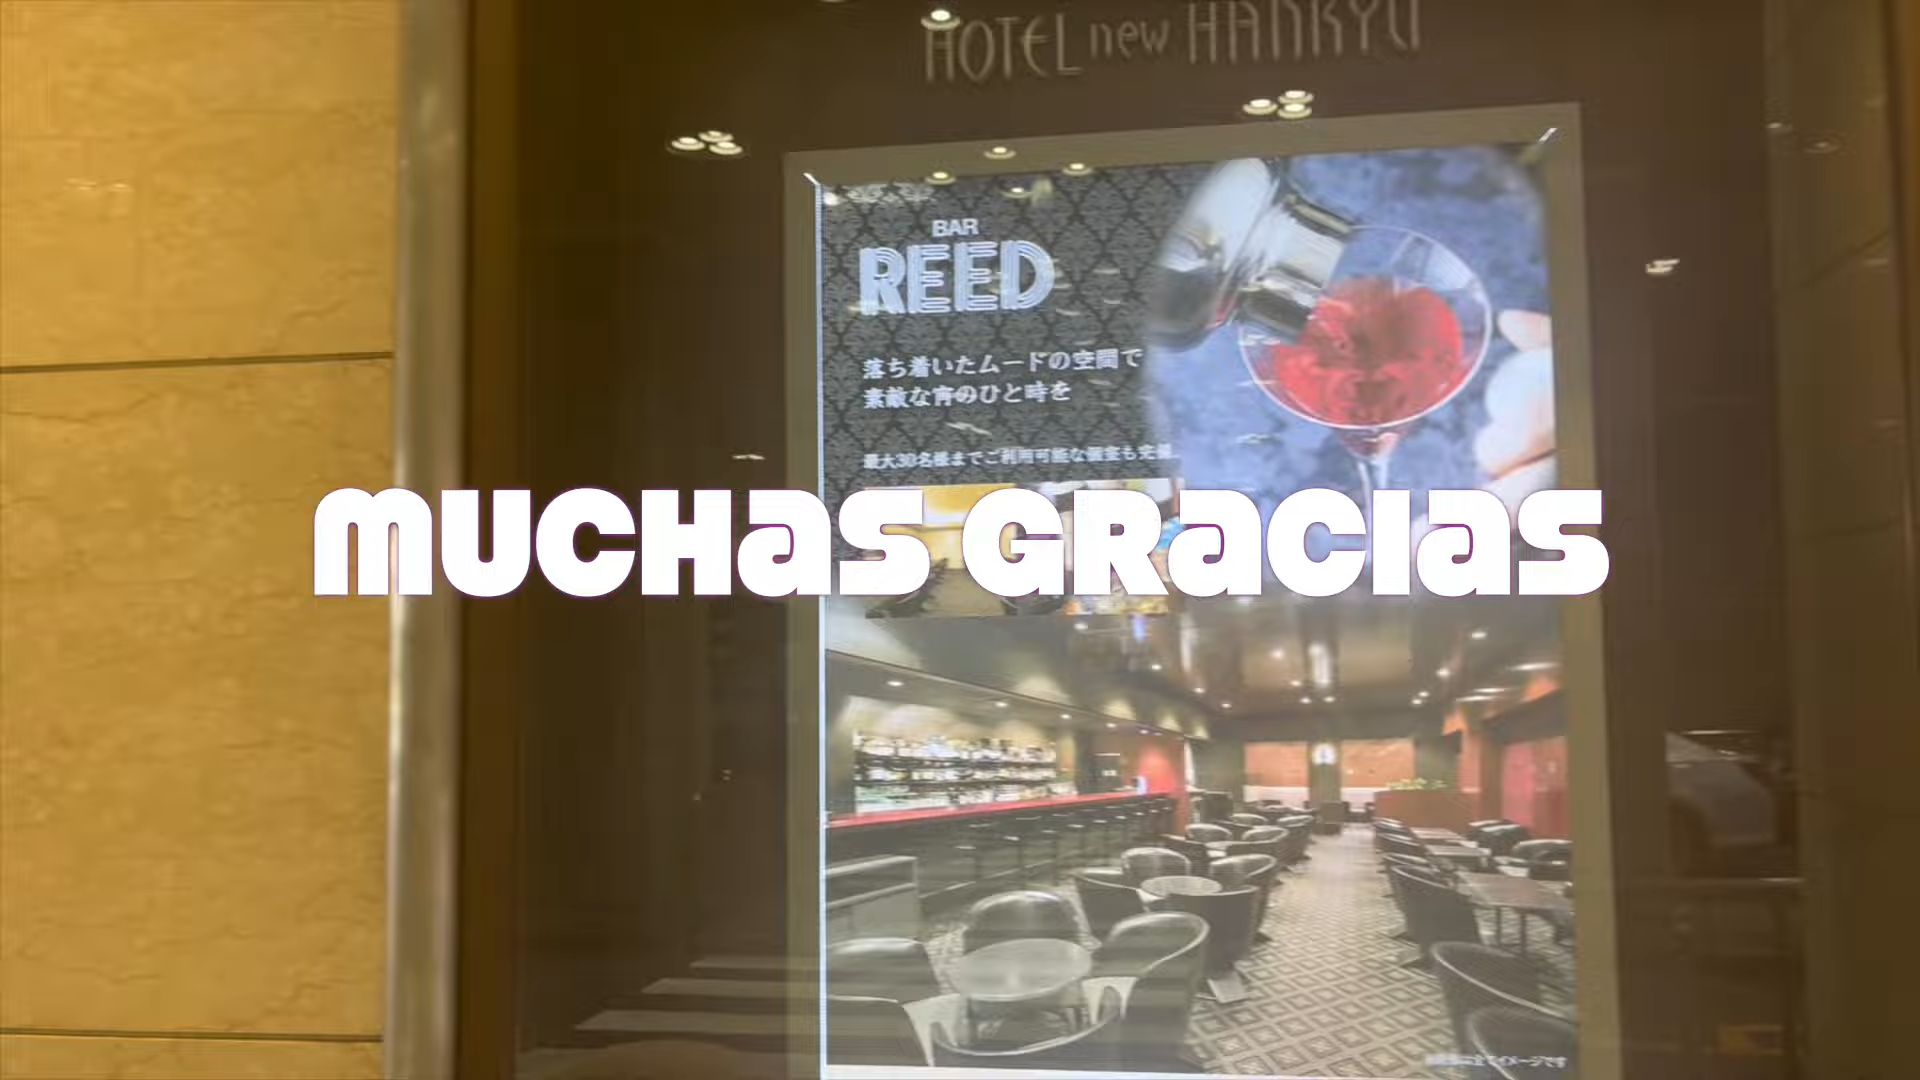 HOTEL new HANKYU
BAR
REED
落ち着いたムードの空間で
素敵な宵のひと時を
最大30名様までご利用可能な個室も完備。
MUCHAS GRACIAS